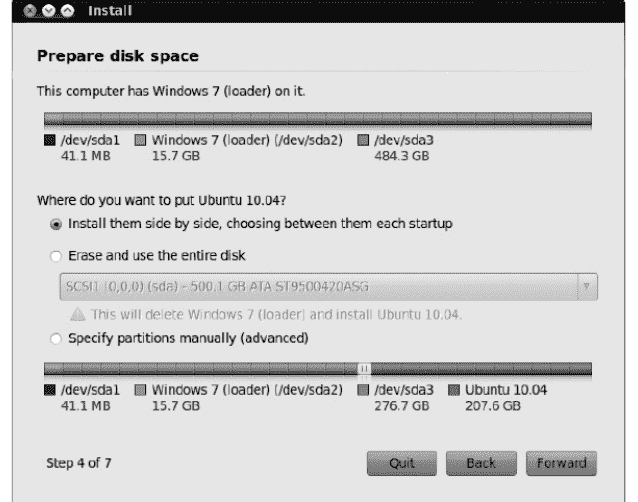 Install
Prepare disk space
This computer has Windows 7 (loader) on it.
/dev/sda1 Windows 7 (loader) (/dev/sda2) /dev/sda3
41.1 MB 15.7 GB 484.3 GB
Where do you want to put Ubuntu 10.04?
Install them side by side, choosing between them each startup
Erase and use the entire disk
SCSI1 (0,0,0) (sda) - 500.1 GB ATA ST9500420ASG
This will delete Windows 7 (loader) and install Ubuntu 10.04.
Specify partitions manually (advanced)
/dev/sda1 Windows 7 (loader) (/dev/sda2) /dev/sda3 Ubuntu 10.04
41.1 MB 15.7 GB 276.7 GB 207.6 GB
Step 4 of 7 Quit Back Forward